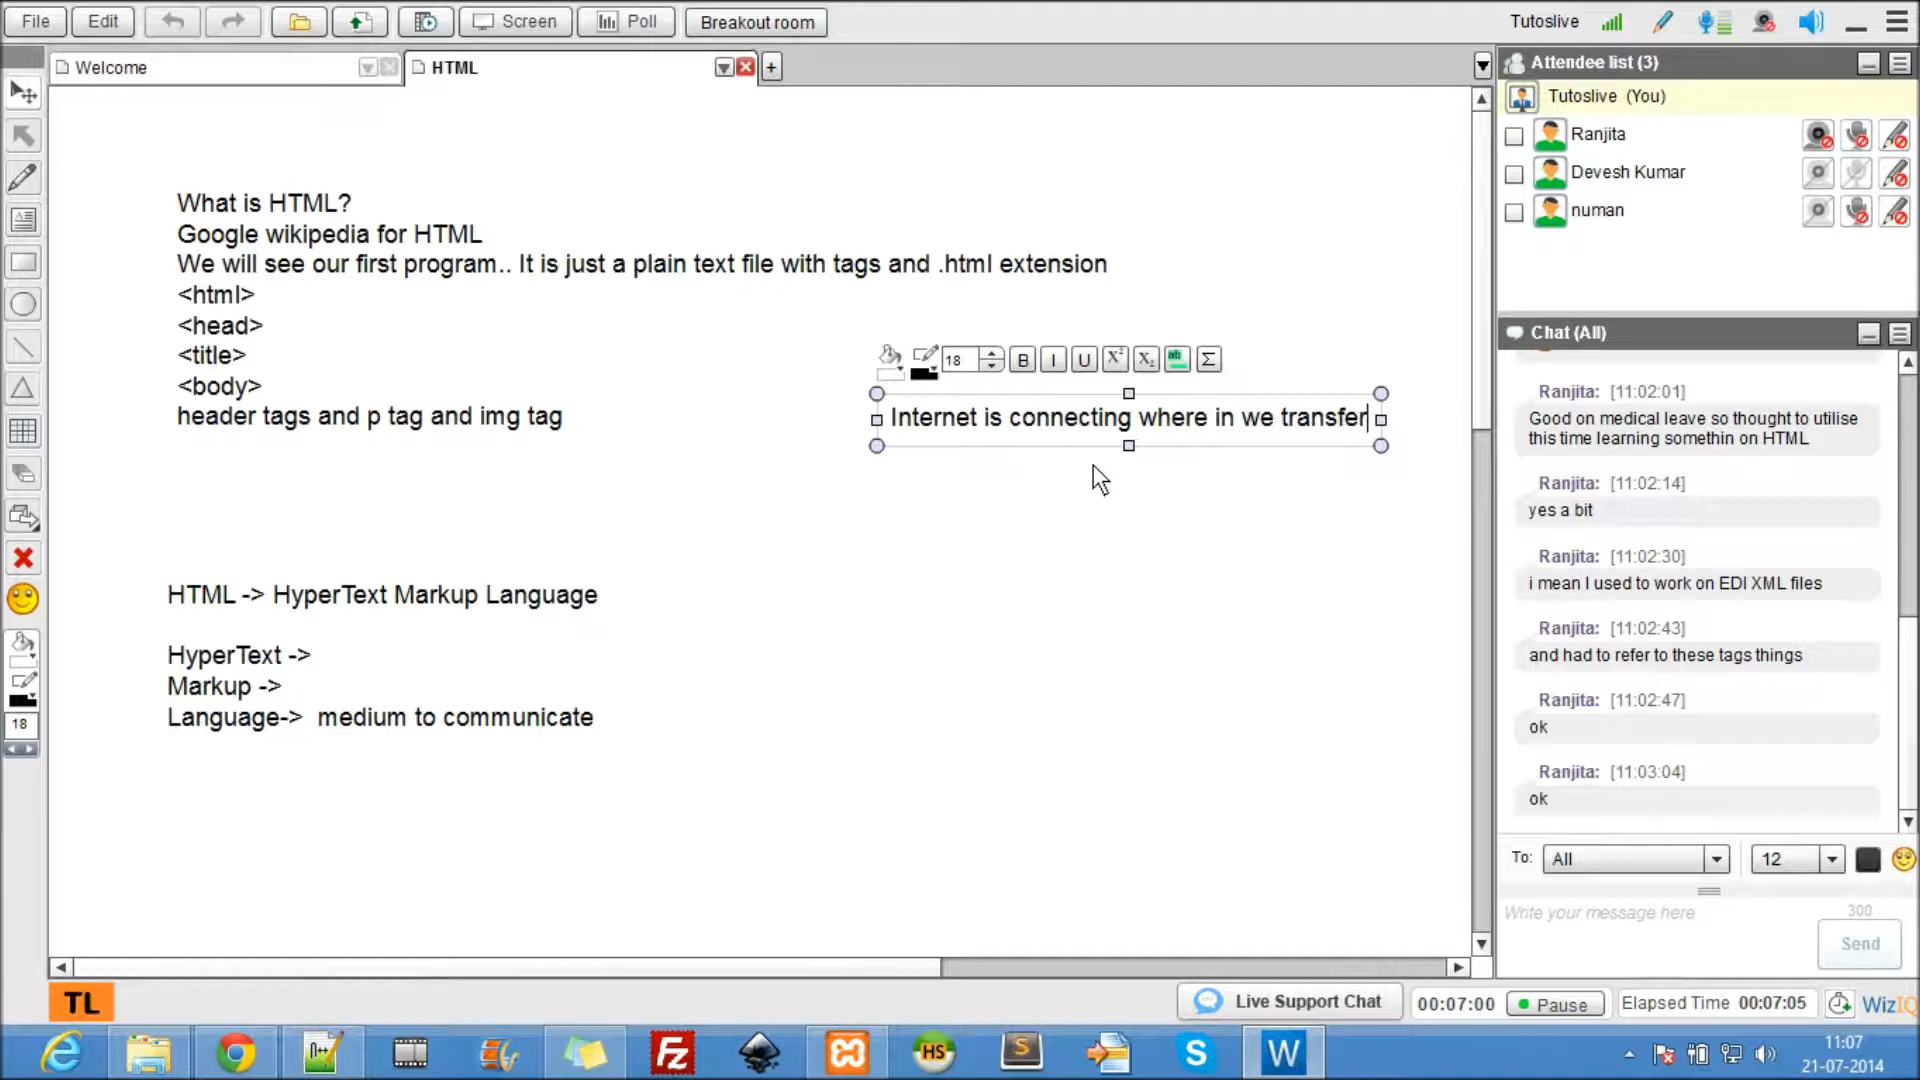 File Edit Screen Poll Breakout room Tutoslive
Welcome HTML +
What is HTML?
Google wikipedia for HTML
We will see our first program.. It is just a plain text file with tags and .html extension
<html>
<head>
<title>
<body>
header tags and p tag and img tag
18 B I U X² X₂ ab Σ
Internet is connecting where in we transfer
HTML -> HyperText Markup Language
HyperText ->
Markup ->
Language-> medium to communicate
18
Attendee list (3)
Tutoslive (You)
Ranjita
Devesh Kumar
numan
Chat (All)
Ranjita: [11:02:01]
Good on medical leave so thought to utilise
this time learning somethin on HTML
Ranjita: [11:02:14]
yes a bit
Ranjita: [11:02:30]
i mean I used to work on EDI XML files
Ranjita: [11:02:43]
and had to refer to these tags things
Ranjita: [11:02:47]
ok
Ranjita: [11:03:04]
ok
To: All 12
Write your message here 300
Send
TL Live Support Chat 00:07:00 Pause Elapsed Time 00:07:05 WizIQ
n++ Fz HS S S W
11:07
21-07-2014